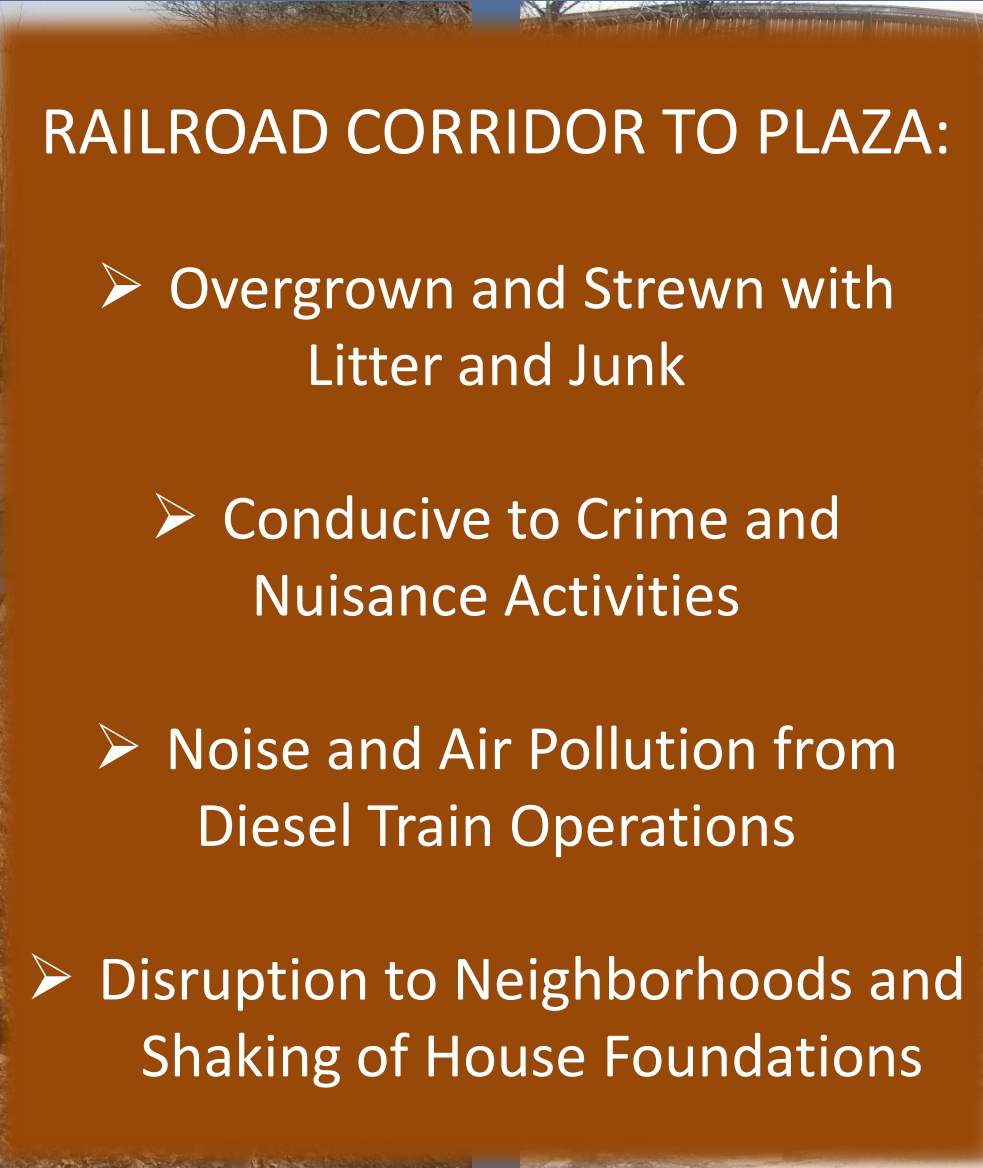 RAILROAD CORRIDOR TO PLAZA:
➢ Overgrown and Strewn with
Litter and Junk
➢ Conducive to Crime and
Nuisance Activities
➢ Noise and Air Pollution from
Diesel Train Operations
➢ Disruption to Neighborhoods and
Shaking of House Foundations